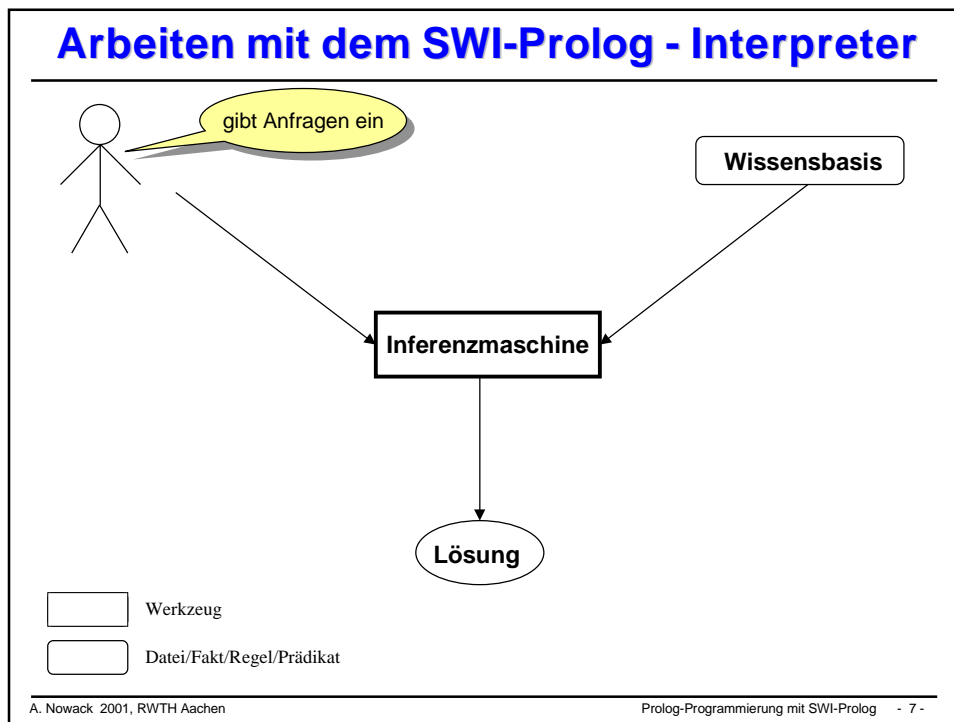 Arbeiten mit dem SWI-Prolog - Interpreter
gibt Anfragen ein
Wissensbasis
Inferenzmaschine
Lösung
Werkzeug
Datei/Fakt/Regel/Prädikat
A. Nowack 2001, RWTH Aachen Prolog-Programmierung mit SWI-Prolog - 7 -